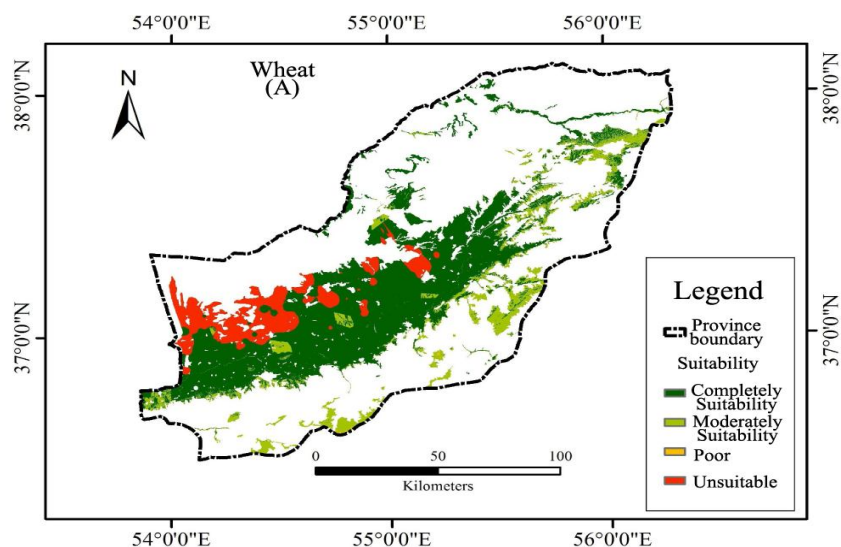 54°0'0"E 55°0'0"E 56°0'0"E
Wheat
(A)
N
38°0'0"N
38°0'0"N
37°0'0"N
37°0'0"N
Legend
Province
boundary
Suitability
Completely
Suitability
Moderately
Suitability
Poor
Unsuitable
0 50 100
Kilometers
54°0'0"E 55°0'0"E 56°0'0"E